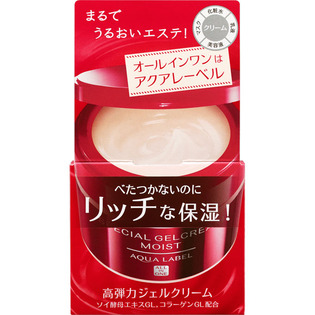 まるで
うるおいエステ!
化粧水
乳液
クリーム
美容液
マスク
オールインワンは
アクアレーベル
べたつかないのに
リッチな保湿!
ECIAL GELCRE
MOIST
AQUA LABEL
ALL
IN
ONE
高弾力ジェルクリーム
ソイ酵母エキスGL、コラーゲンGL配合